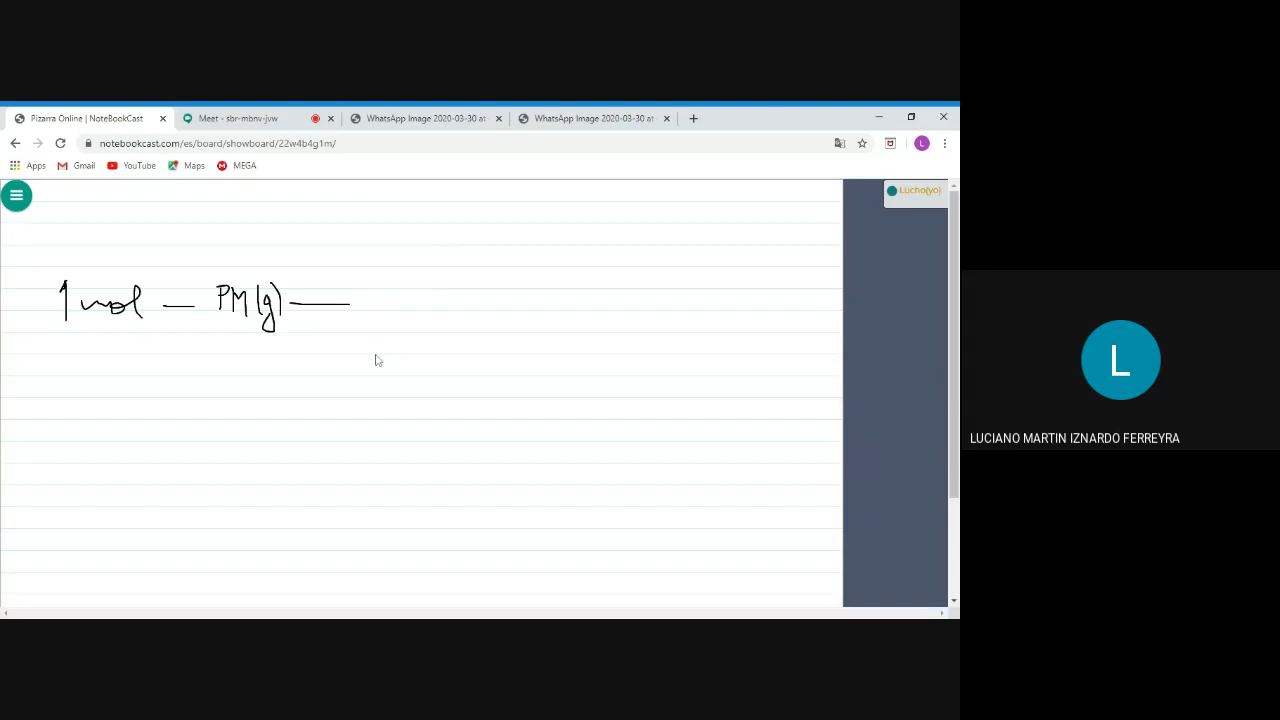 Pizarra Online | NoteBookCast
Meet - sbr-mbnv-jvw
WhatsApp Image 2020-03-30 at
WhatsApp Image 2020-03-30 at
notebookcast.com/es/board/showboard/22w4b4g1m/
L
Apps
Gmail
YouTube
Maps
MEGA
Lucho(yo)
1 mol — PM(g) —
L
LUCIANO MARTIN IZNARDO FERREYRA